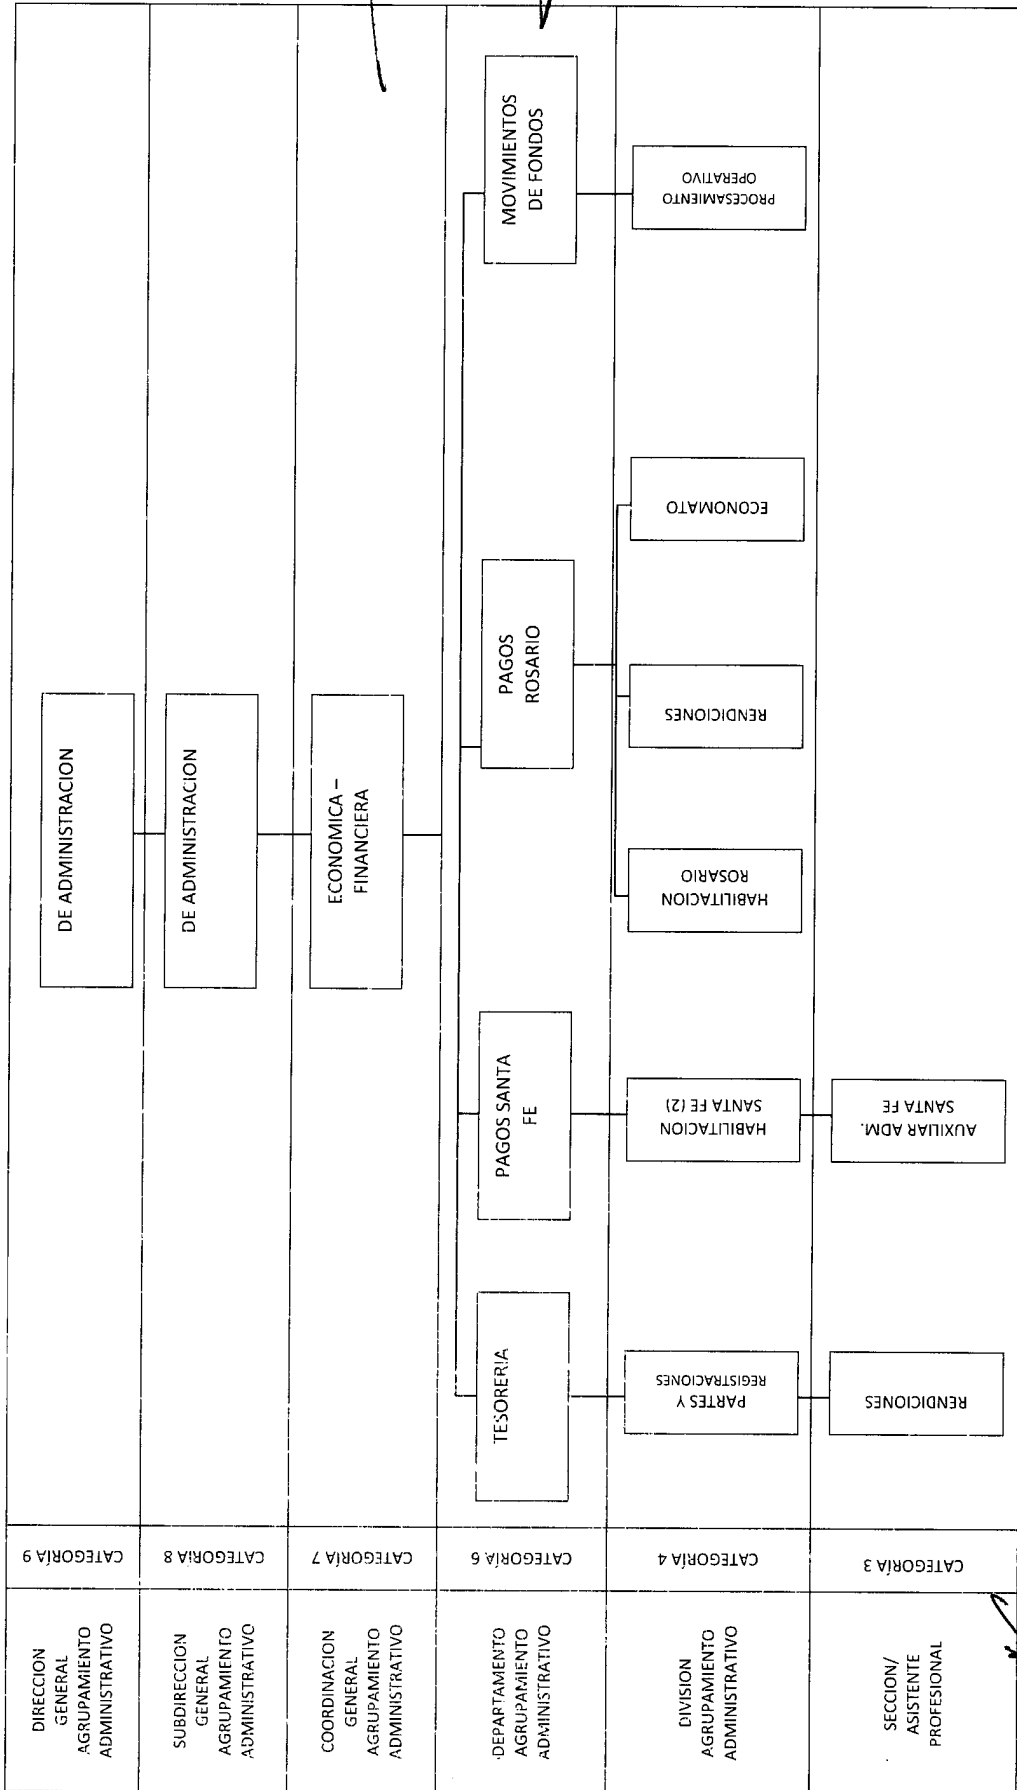 DIRECCION
GENERAL
AGRUPAMIENTO
ADMINISTRATIVO
CATEGORÍA 9
DE ADMINISTRACION
SUBDIRECCION
GENERAL
AGRUPAMIENTO
ADMINISTRATIVO
CATEGORÍA 8
DE ADMINISTRACION
COORDINACION
GENERAL
AGRUPAMIENTO
ADMINISTRATIVO
CATEGORÍA 7
ECONOMICA –
FINANCIERA
DEPARTAMENTO
AGRUPAMIENTO
ADMINISTRATIVO
CATEGORÍA 6
TESORERIA
PAGOS SANTA
FE
PAGOS
ROSARIO
MOVIMIENTOS
DE FONDOS
DIVISION
AGRUPAMIENTO
ADMINISTRATIVO
CATEGORÍA 4
PARTES Y
REGISTRACIONES
HABILITACION
SANTA FE (2)
HABILITACION
ROSARIO
RENDICIONES
ECONOMATO
PROCESAMIENTO
OPERATIVO
SECCION/
ASISTENTE
PROFESIONAL
CATEGORÍA 3
RENDICIONES
AUXILIAR ADM.
SANTA FE